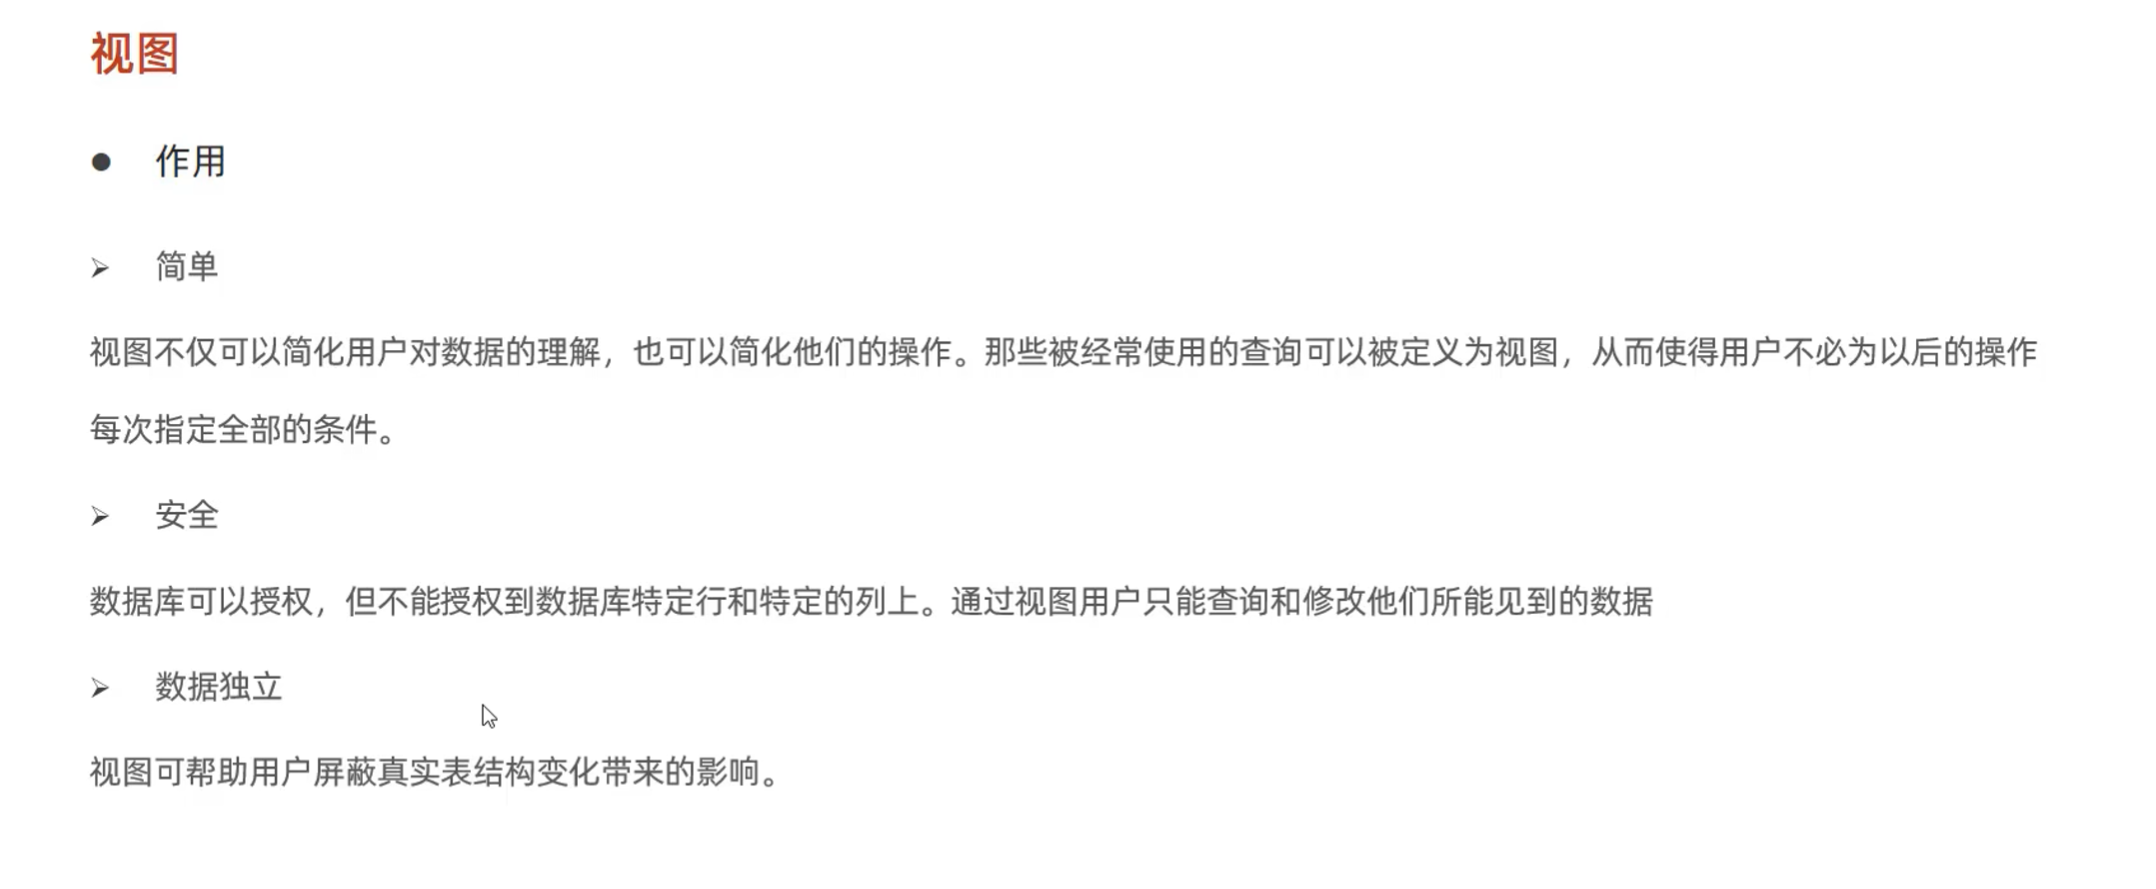 视图
● 作用
➢ 简单
视图不仅可以简化用户对数据的理解，也可以简化他们的操作。那些被经常使用的查询可以被定义为视图，从而使得用户不必为以后的操作
每次指定全部的条件。
➢ 安全
数据库可以授权，但不能授权到数据库特定行和特定的列上。通过视图用户只能查询和修改他们所能见到的数据
➢ 数据独立
视图可帮助用户屏蔽真实表结构变化带来的影响。